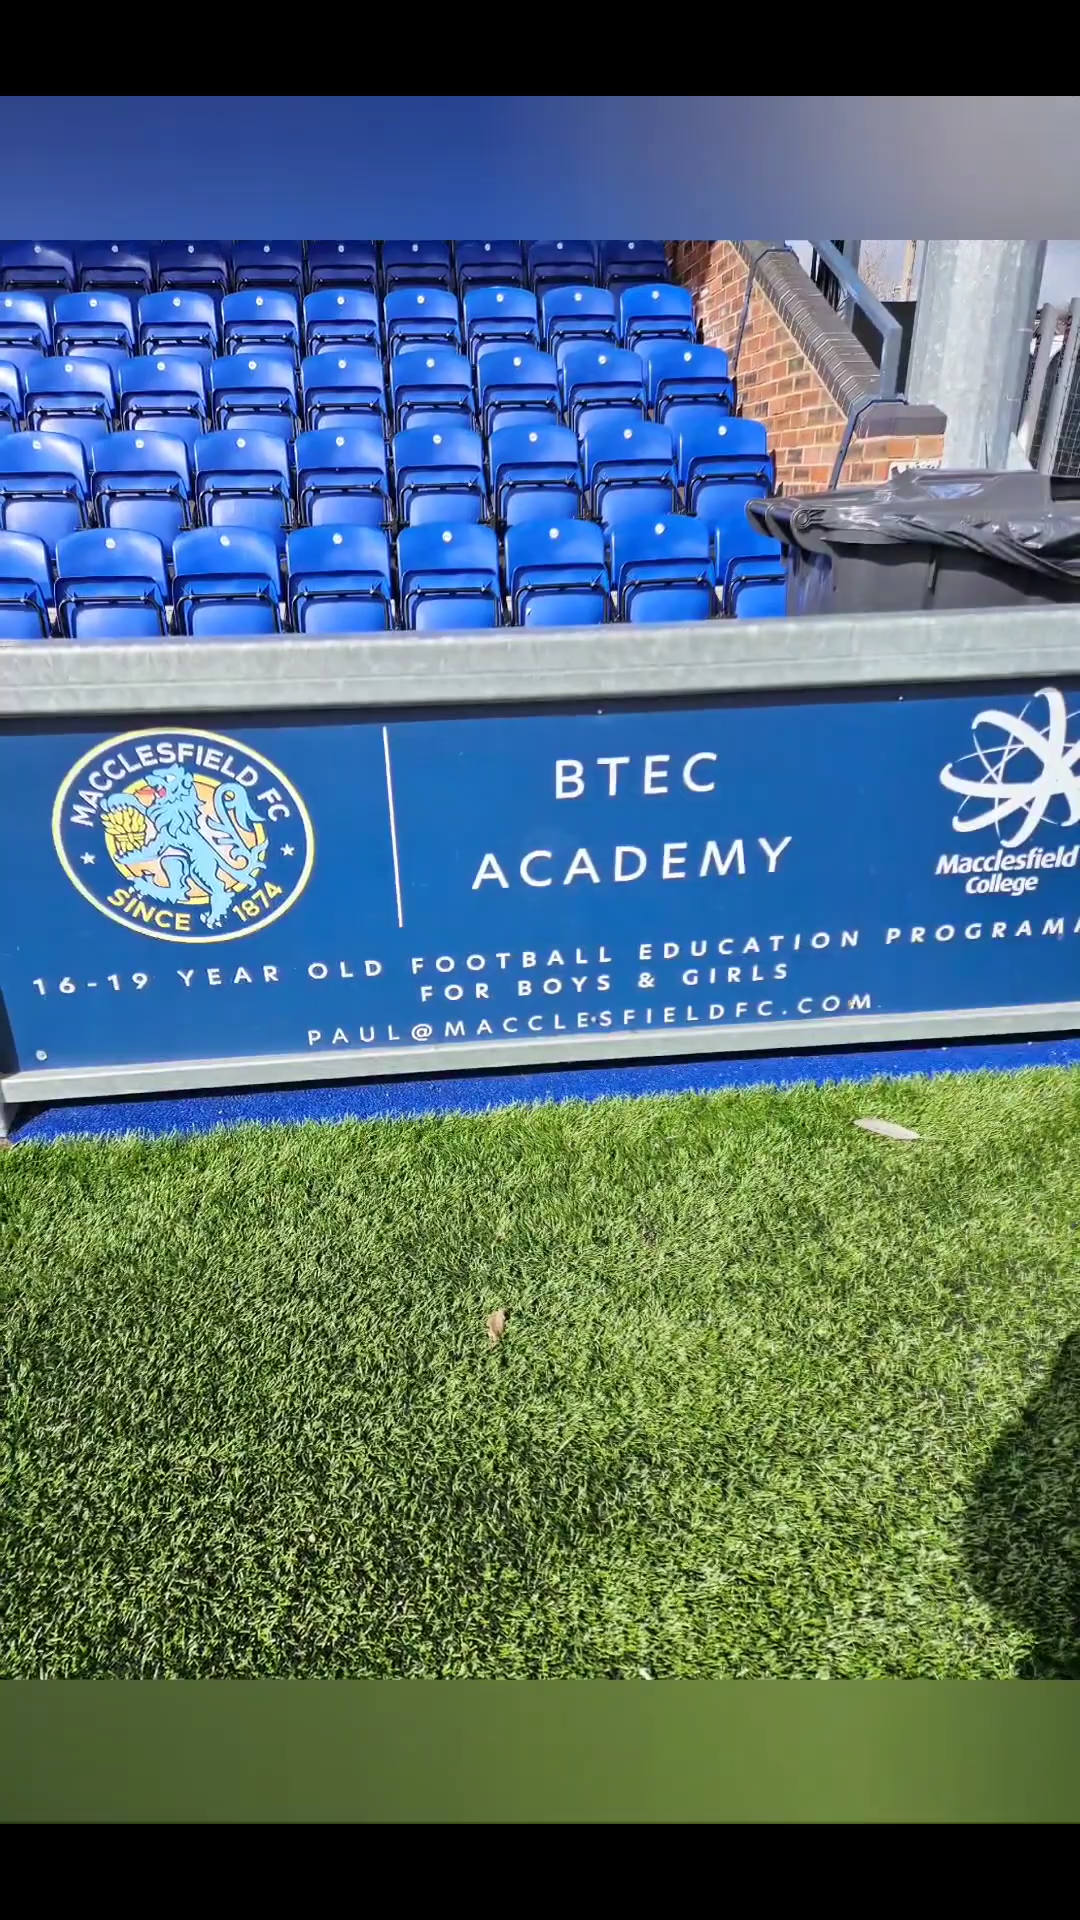 MACCLESFIELD FC
SINCE 1874
BTEC
ACADEMY
Macclesfield
College
16-19 YEAR OLD FOOTBALL EDUCATION
FOR BOYS & GIRLS
PAUL@MACCLESFIELDFC.COM